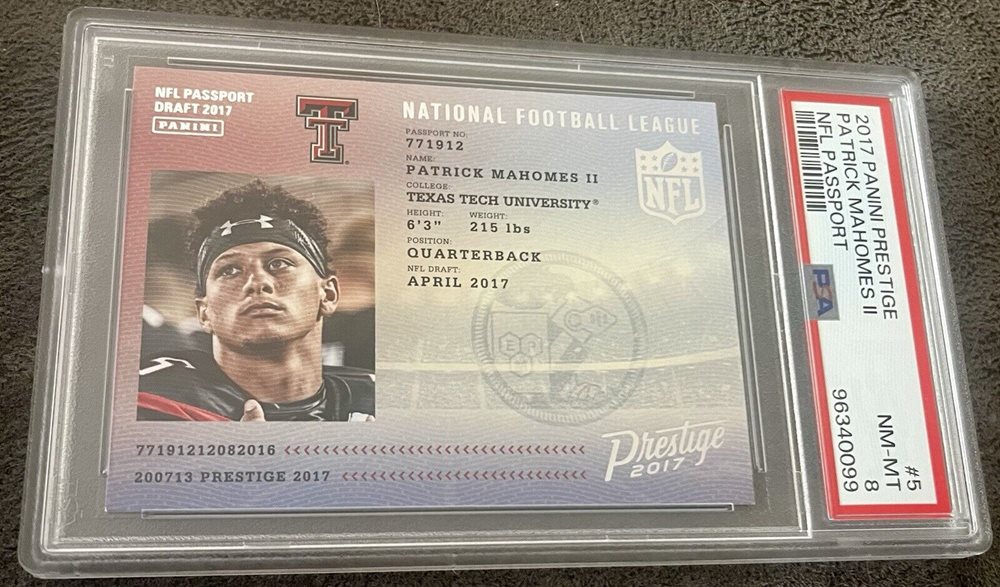 NFL PASSPORT
DRAFT 2017
PANINI
NATIONAL FOOTBALL LEAGUE
PASSPORT NO:
771912
NAME:
PATRICK MAHOMES II
COLLEGE:
TEXAS TECH UNIVERSITY®
HEIGHT: WEIGHT:
6'3" 215 lbs
POSITION:
QUARTERBACK
NFL DRAFT:
APRIL 2017
NFL
77191212082016 <<<<<<<<<<<<<<<<<<<<<<<<<<<<<<<<<
200713 PRESTIGE 2017 <<<<<<<<<<<<<<<<<<<<<<<<<<<
Prestige
2017
2017 PANINI PRESTIGE #5
PATRICK MAHOMES II NM-MT
NFL PASSPORT 8
PSA 96340099